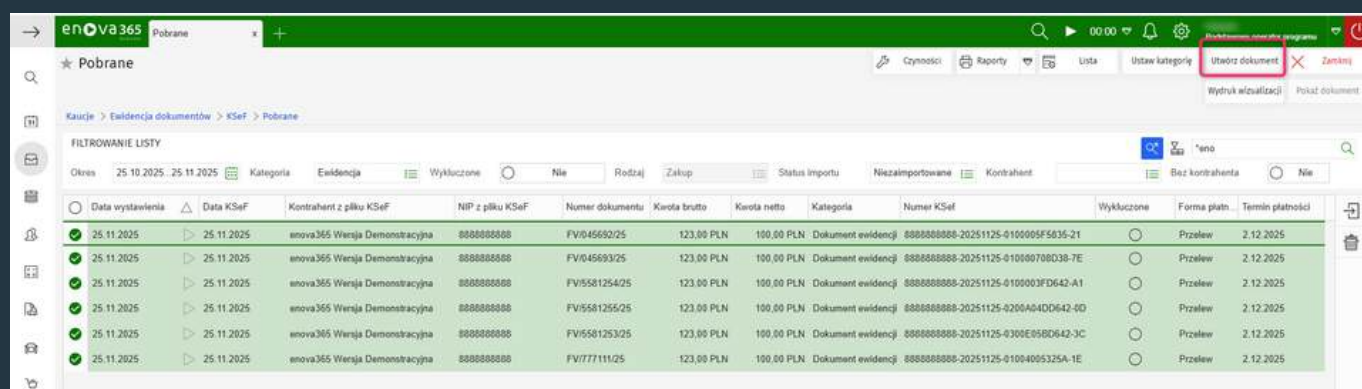 enova365 Pobrane x + 00:00 Podstawowy operator programu
Pobrane Czynności Raporty Lista Ustaw kategorię Utwórz dokument Zamknij
Wydruk wizualizacji Pokaż dokument
Kaucje > Ewidencja dokumentów > KSeF > Pobrane
FILTROWANIE LISTY *eno
Okres 25.10.2025...25.11.2025 Kategoria Ewidencja Wykluczone Nie Rodzaj Zakup Status importu Niezaimportowane Kontrahent Bez kontrahenta Nie
Data wystawienia Data KSeF Kontrahent z pliku KSeF NIP z pliku KSeF Numer dokumentu Kwota brutto Kwota netto Kategoria Numer KSeF Wykluczone Forma płatn... Termin płatności
25.11.2025 25.11.2025 enova365 Wersja Demonstracyjna 8888888888 FV/045692/25 123,00 PLN 100,00 PLN Dokument ewidencji 8888888888-20251125-0100005F5835-21 Przelew 2.12.2025
25.11.2025 25.11.2025 enova365 Wersja Demonstracyjna 8888888888 FV/045693/25 123,00 PLN 100,00 PLN Dokument ewidencji 8888888888-20251125-010080708D38-7E Przelew 2.12.2025
25.11.2025 25.11.2025 enova365 Wersja Demonstracyjna 8888888888 FV/5581254/25 123,00 PLN 100,00 PLN Dokument ewidencji 8888888888-20251125-0100003FD642-A1 Przelew 2.12.2025
25.11.2025 25.11.2025 enova365 Wersja Demonstracyjna 8888888888 FV/5581255/25 123,00 PLN 100,00 PLN Dokument ewidencji 8888888888-20251125-0200A04DD642-0D Przelew 2.12.2025
25.11.2025 25.11.2025 enova365 Wersja Demonstracyjna 8888888888 FV/5581253/25 123,00 PLN 100,00 PLN Dokument ewidencji 8888888888-20251125-0300E05BD642-3C Przelew 2.12.2025
25.11.2025 25.11.2025 enova365 Wersja Demonstracyjna 8888888888 FV/777111/25 123,00 PLN 100,00 PLN Dokument ewidencji 8888888888-20251125-01004005325A-1E Przelew 2.12.2025